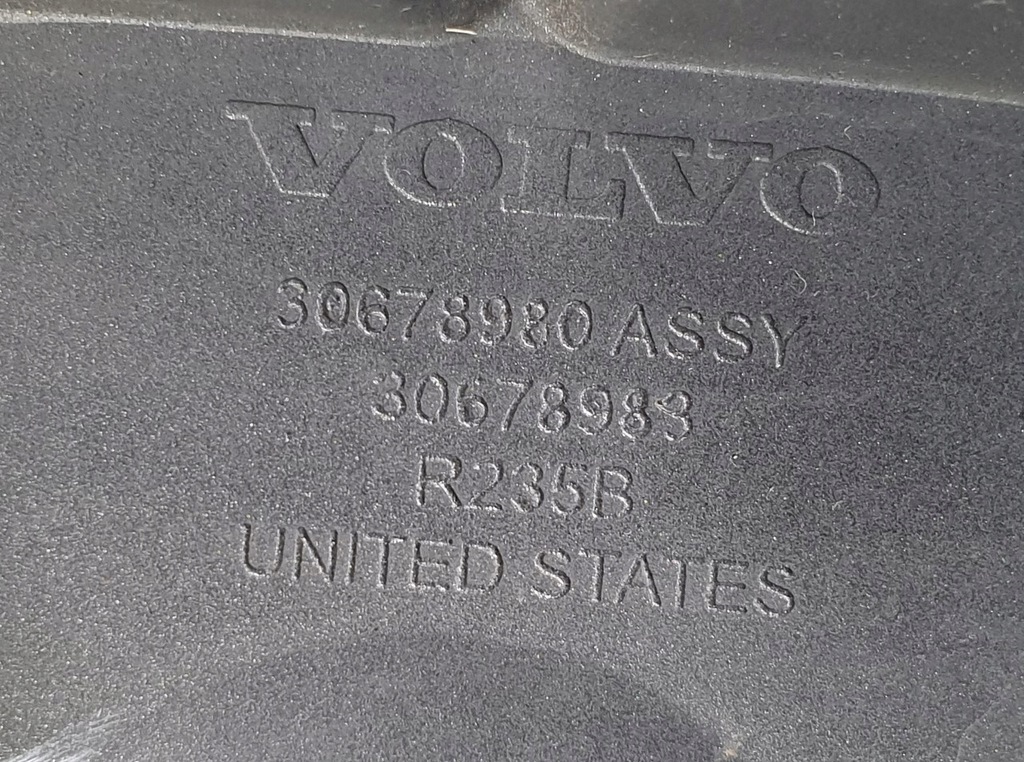 VOLVO
30678980 ASSY
30678983
R235B
UNITED STATES